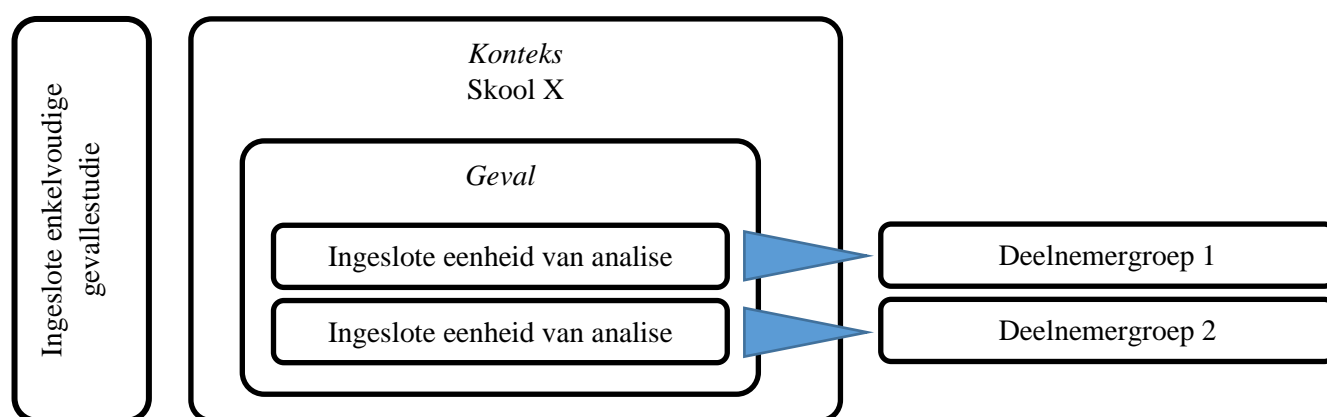 Ingeslote enkelvoudige
gevallestudie
Konteks
Skool X
Geval
Ingeslote eenheid van analise
Deelnemergroep 1
Ingeslote eenheid van analise
Deelnemergroep 2